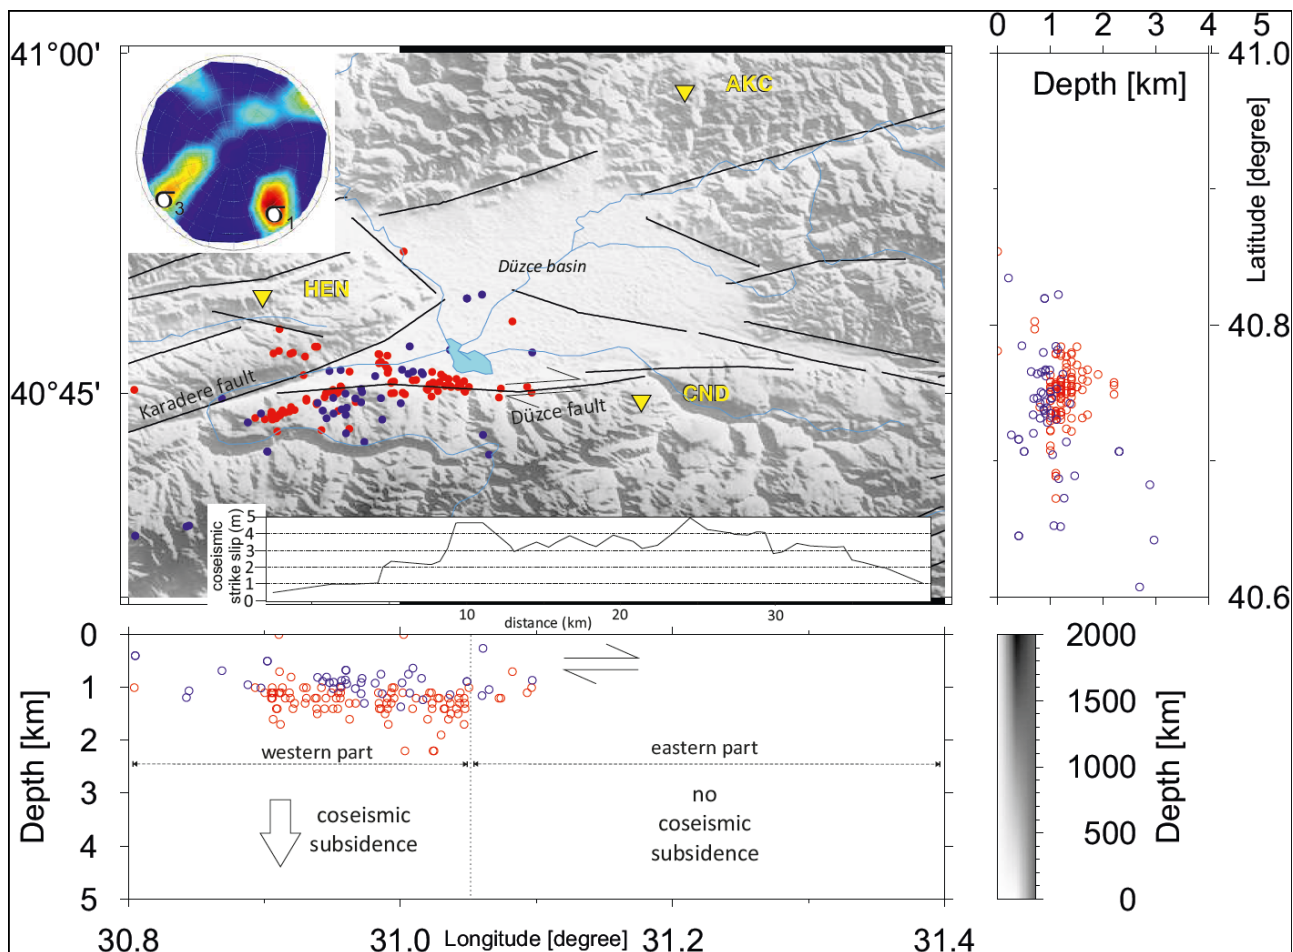 0 1 2 3 4 5
41°00'
AKC
Depth [km]
41.0
Latitude [degree]
σ3
σ1
Düzce basin
HEN
40.8
40°45'
Karadere fault
Düzce fault
CND
coseismic
strike slip (m)
5
4
3
2
1
0
40.6
10 20 30
distance (km)
0
1
2
3
4
5
Depth [km]
western part
eastern part
coseismic
subsidence
no
coseismic
subsidence
2000
1500
1000
500
0
Depth [km]
30.8 31.0 Longitude [degree] 31.2 31.4